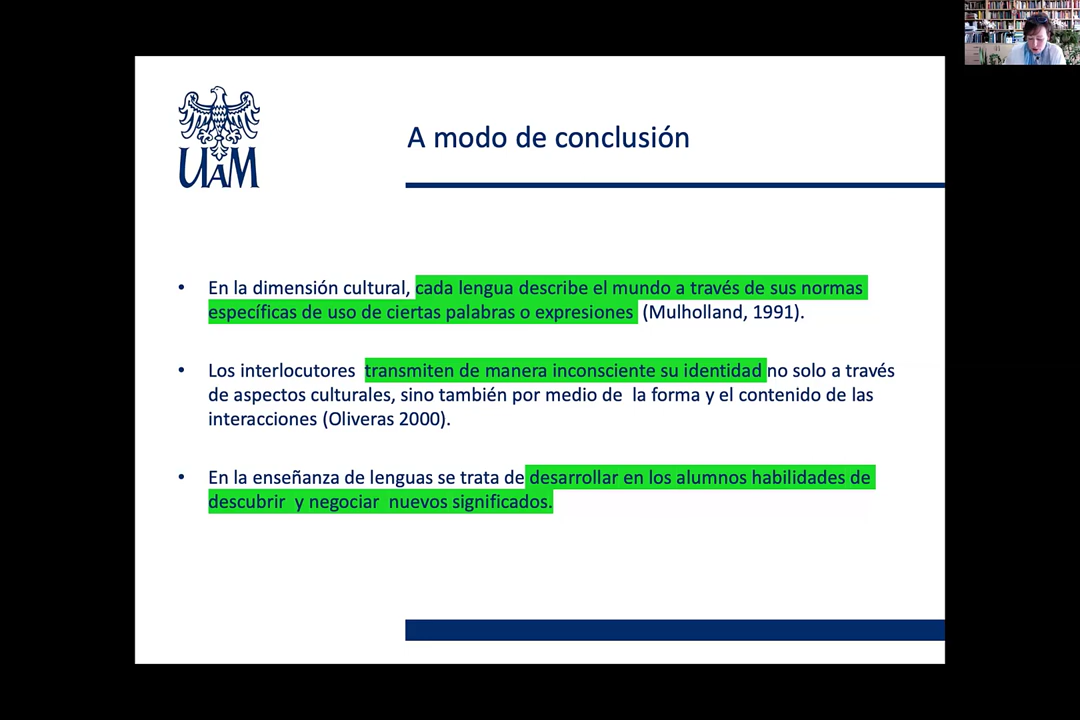 UAM
A modo de conclusión
• En la dimensión cultural, cada lengua describe el mundo a través de sus normas
específicas de uso de ciertas palabras o expresiones (Mulholland, 1991).
• Los interlocutores transmiten de manera inconsciente su identidad no solo a través
de aspectos culturales, sino también por medio de la forma y el contenido de las
interacciones (Oliveras 2000).
• En la enseñanza de lenguas se trata de desarrollar en los alumnos habilidades de
descubrir y negociar nuevos significados.